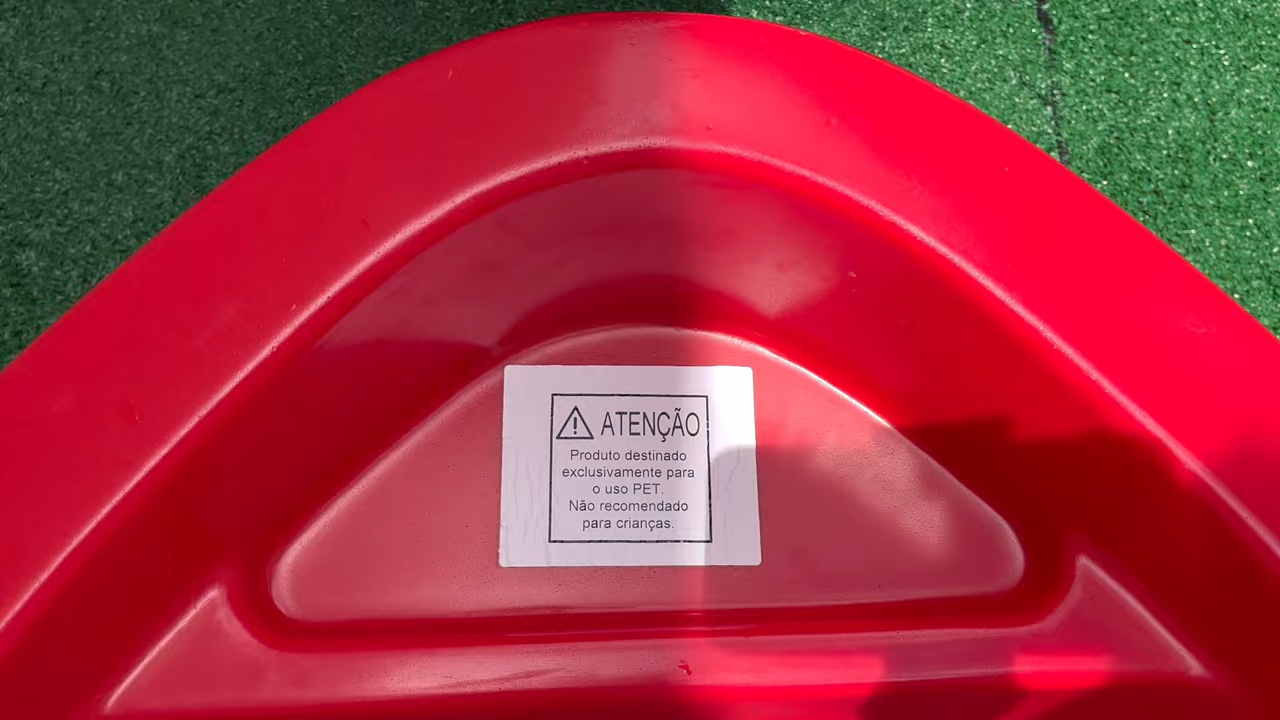 ATENÇÃO
Produto destinado
exclusivamente para
o uso PET.
Não recomendado
para crianças.